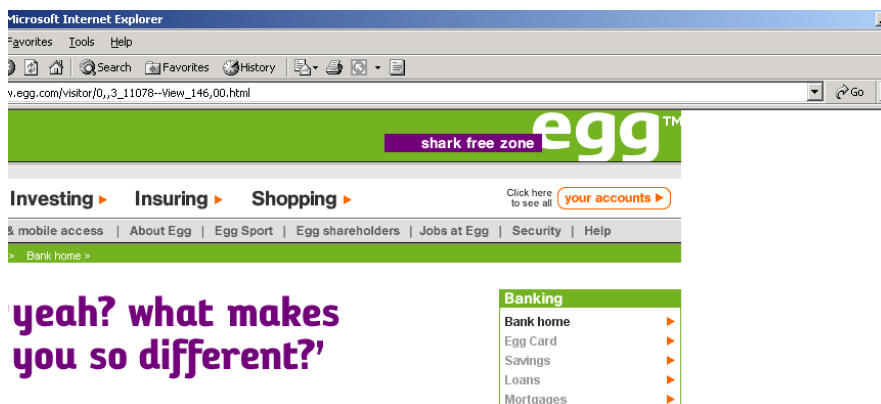 Microsoft Internet Explorer
Favorites Tools Help
Search Favorites History Go
w.egg.com/visitor/0,,3_11078--View_146,00.html
shark free zone egg™
Investing Insuring Shopping Click here to see all your accounts
& mobile access | About Egg | Egg Sport | Egg shareholders | Jobs at Egg | Security | Help
> Bank home >
yeah? what makes
you so different?’
Banking
Bank home
Egg Card
Savings
Loans
Mortgages